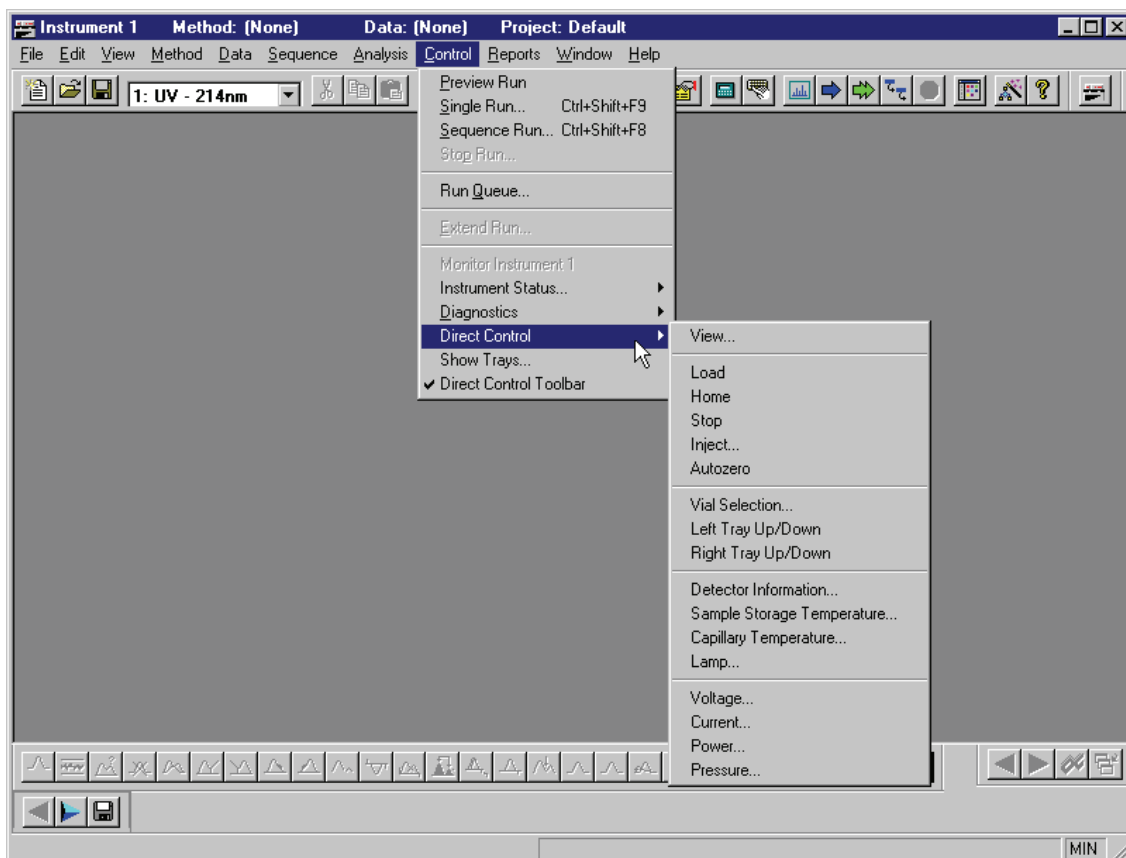 Instrument 1 Method: (None) Data: (None) Project: Default
File Edit View Method Data Sequence Analysis Control Reports Window Help
1: UV - 214nm
Preview Run
Single Run... Ctrl+Shift+F9
Sequence Run... Ctrl+Shift+F8
Stop Run...
Run Queue...
Extend Run...
Monitor Instrument 1
Instrument Status...
Diagnostics
Direct Control
Show Trays...
Direct Control Toolbar
View...
Load
Home
Stop
Inject...
Autozero
Vial Selection...
Left Tray Up/Down
Right Tray Up/Down
Detector Information...
Sample Storage Temperature...
Capillary Temperature...
Lamp...
Voltage...
Current...
Power...
Pressure...
MIN